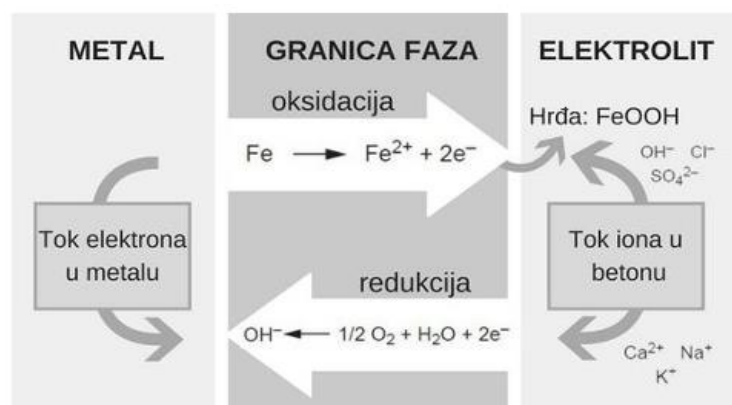 METAL
GRANICA FAZA
ELEKTROLIT
oksidacija
Fe → Fe²⁺ + 2e⁻
Hrđa: FeOOH
OH⁻ Cl⁻
SO₄²⁻
Tok elektrona
u metalu
Tok iona u
betonu
redukcija
OH⁻ ← 1/2 O₂ + H₂O + 2e⁻
Ca²⁺ Na⁺
K⁺